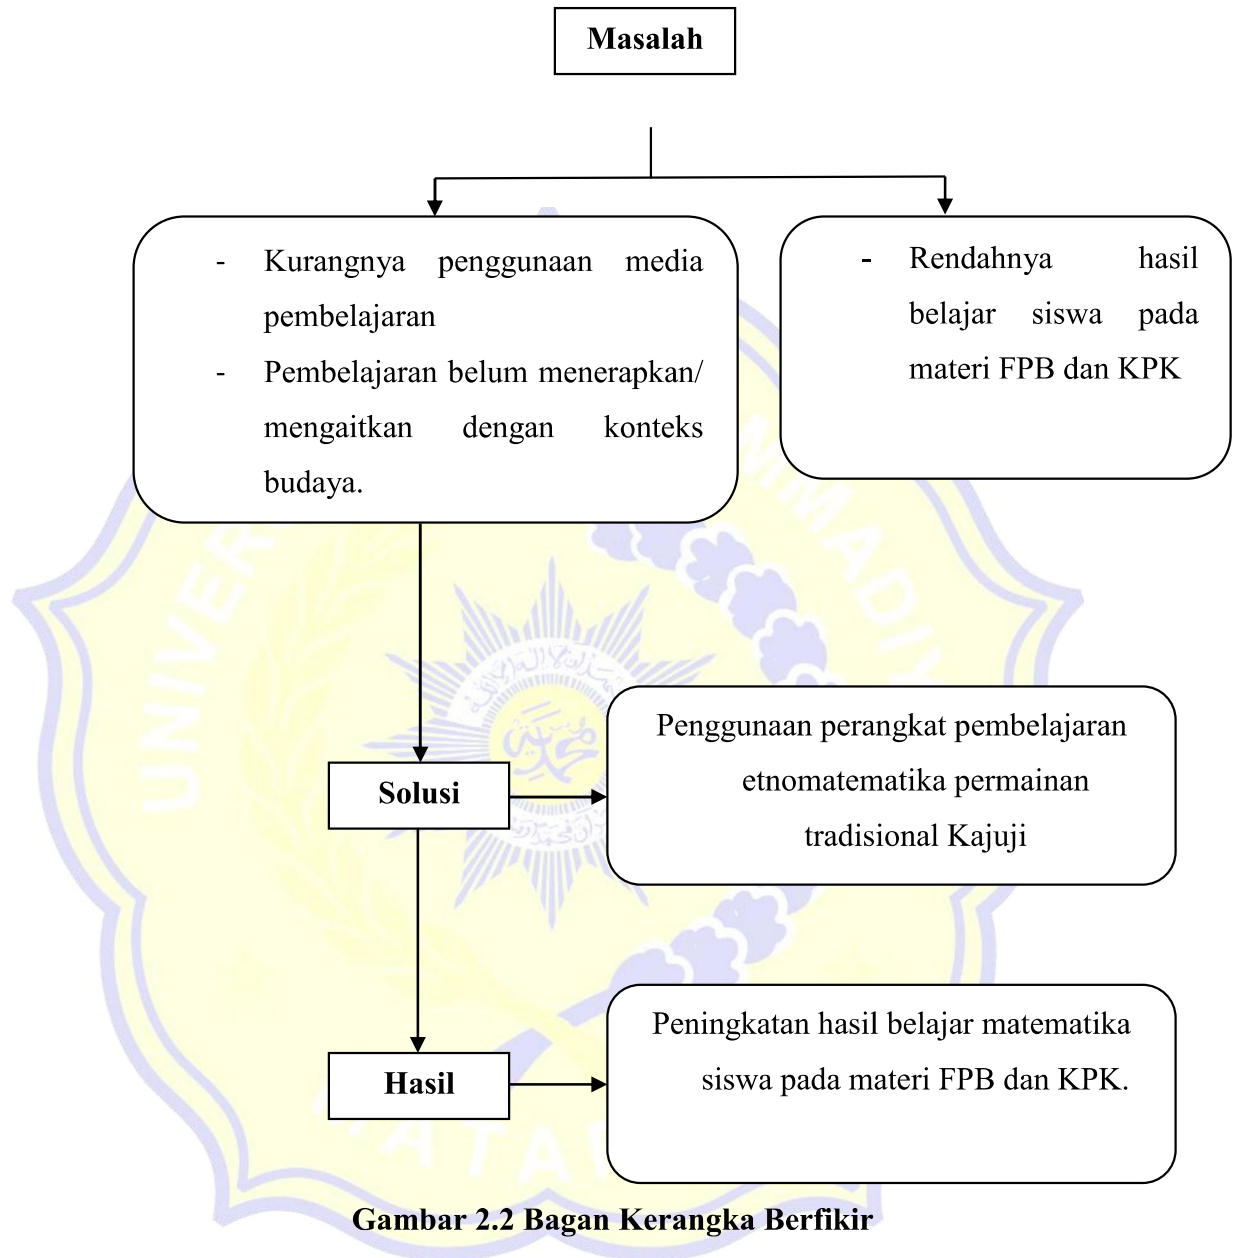 Masalah
- Kurangnya penggunaan media
pembelajaran
- Pembelajaran belum menerapkan/
mengaitkan dengan konteks
budaya.
- Rendahnya hasil
belajar siswa pada
materi FPB dan KPK
Solusi
Penggunaan perangkat pembelajaran
etnomatematika permainan
tradisional Kajuji
Hasil
Peningkatan hasil belajar matematika
siswa pada materi FPB dan KPK.
Gambar 2.2 Bagan Kerangka Berfikir